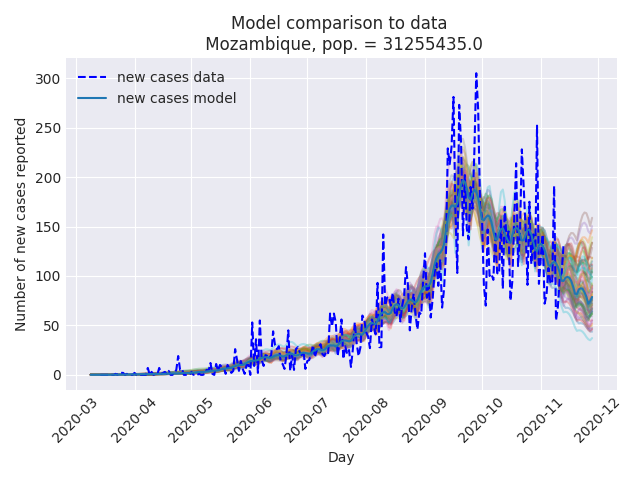 Model comparison to data
Mozambique, pop. = 31255435.0
new cases data
new cases model
Number of new cases reported
300
250
200
150
100
50
0
2020-03
2020-04
2020-05
2020-06
2020-07
2020-08
2020-09
2020-10
2020-11
2020-12
Day